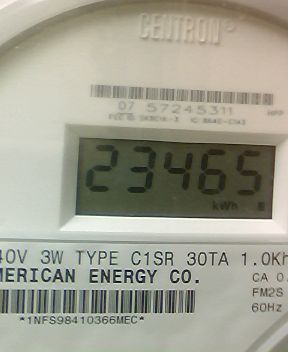 CENTRON®
07 57245311
23465
kWh
40V 3W TYPE C1SR 30TA 1.0Kh
MERICAN ENERGY CO.
CA 0.
FM2S
60Hz
*1NFS98410366MEC*